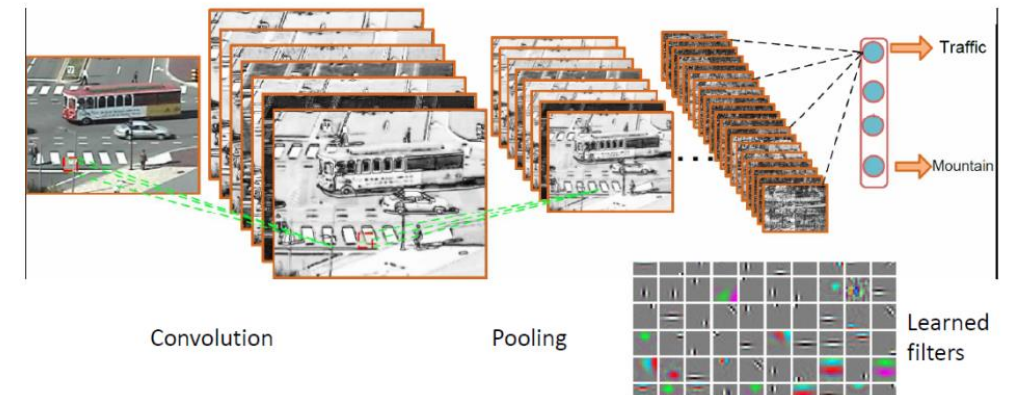 Traffic
Mountain
Convolution
Pooling
Learned
filters